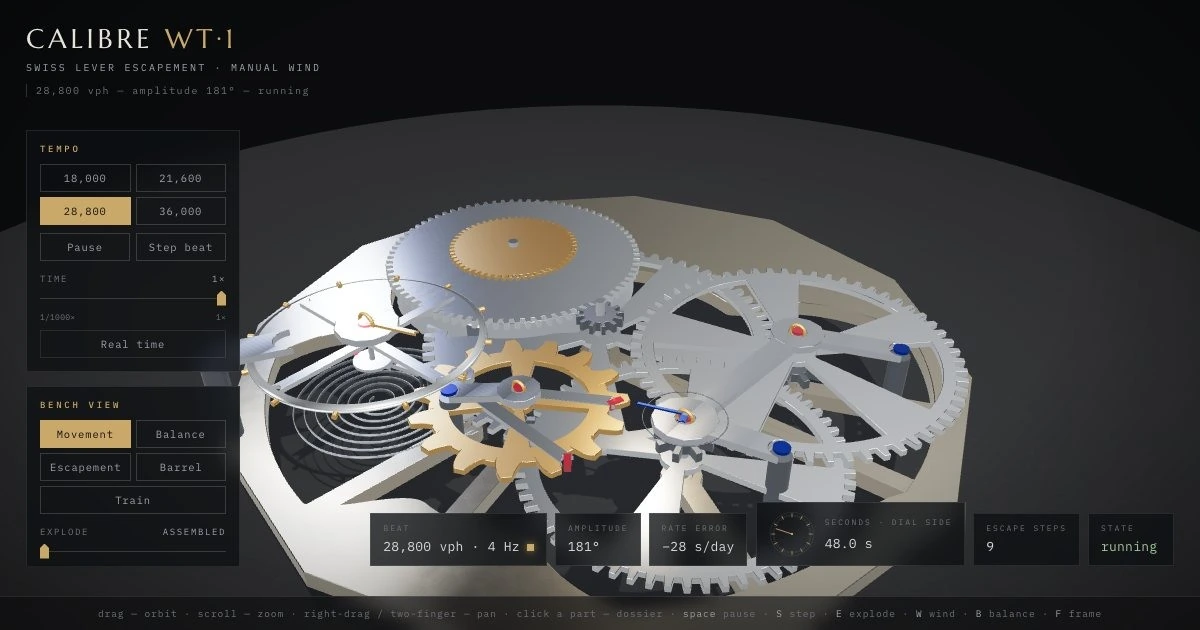 CALIBRE WT·1
SWISS LEVER ESCAPEMENT · MANUAL WIND
28,800 vph — amplitude 181° — running
TEMPO
18,000
21,600
28,800
36,000
Pause
Step beat
TIME
1×
1/1000×
1×
Real time
BENCH VIEW
Movement
Balance
Escapement
Barrel
Train
EXPLODE
ASSEMBLED
BEAT
28,800 vph · 4 Hz
AMPLITUDE
181°
RATE ERROR
−28 s/day
SECONDS · DIAL SIDE
48.0 s
ESCAPE STEPS
9
STATE
running
drag — orbit · scroll — zoom · right-drag / two-finger — pan · click a part — dossier · space pause · S step · E explode · W wind · B balance · F frame